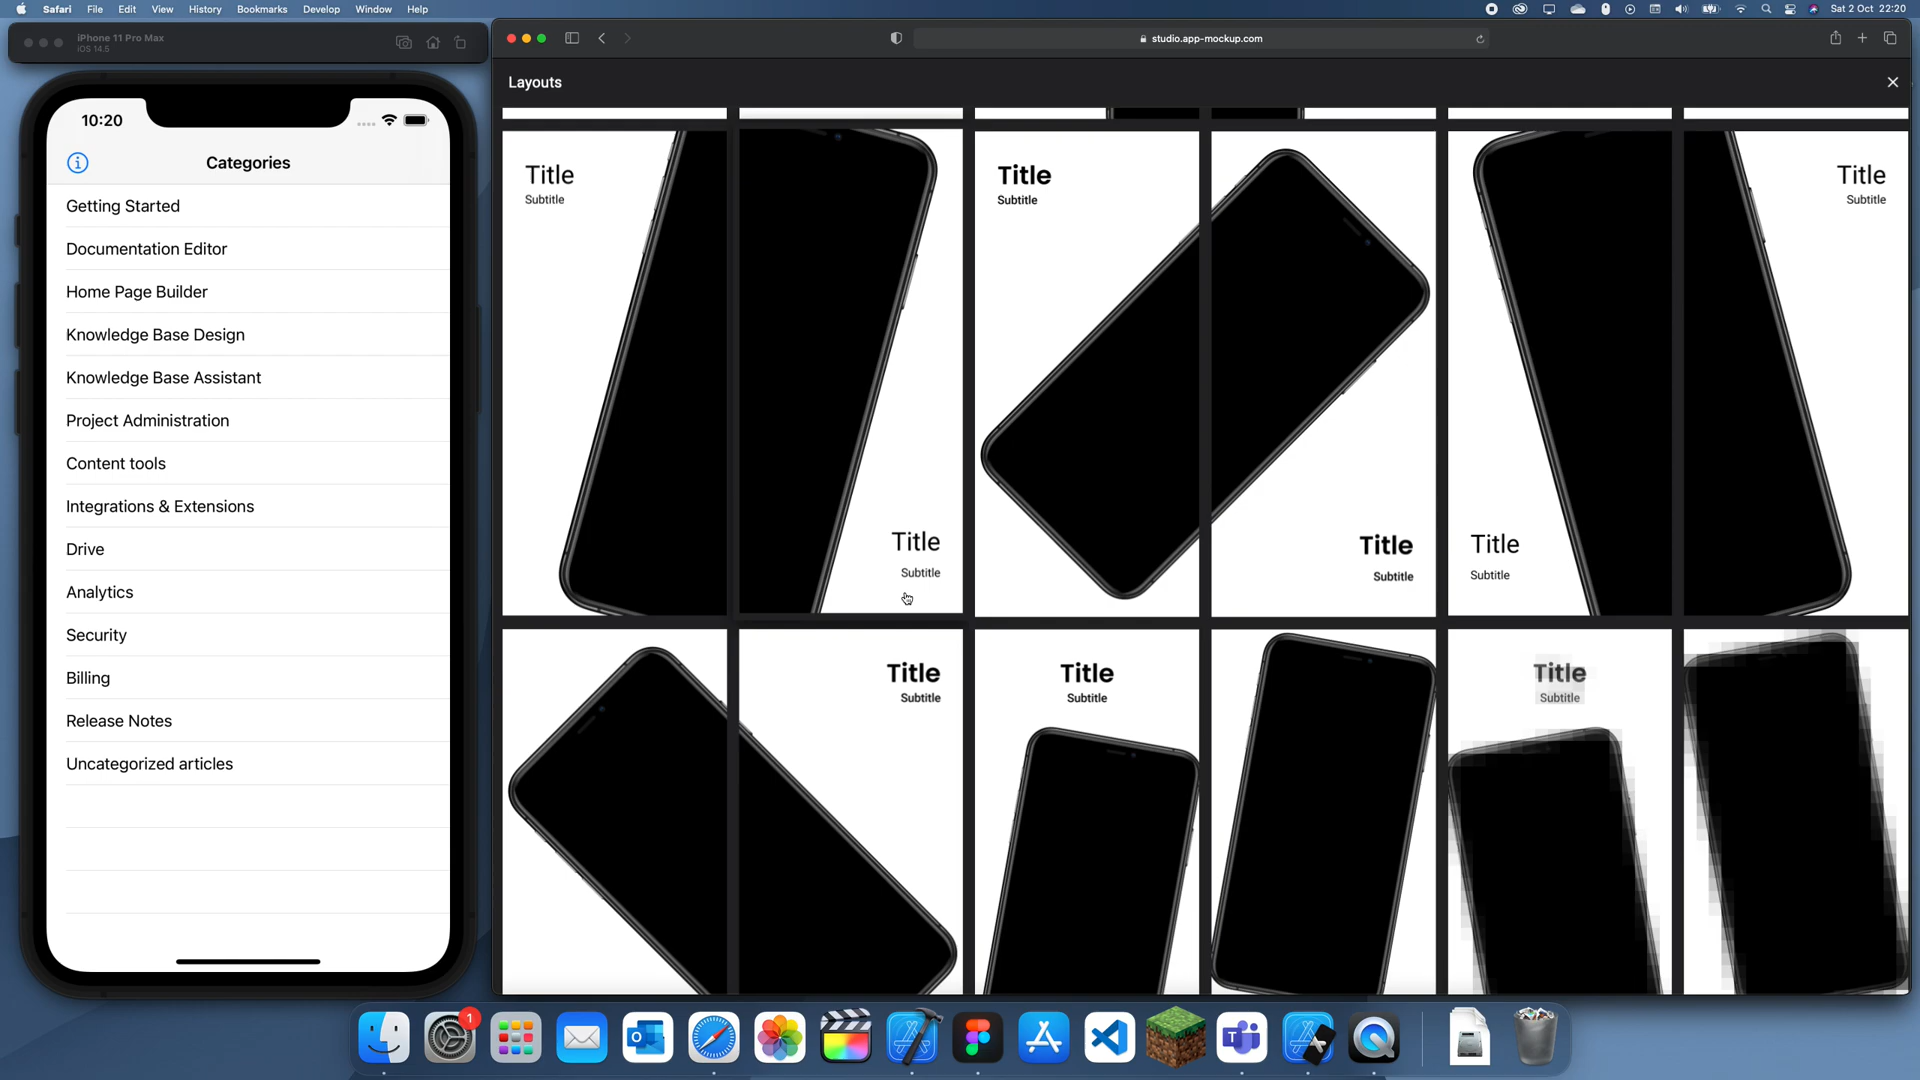 Safari File Edit View History Bookmarks Develop Window Help
Sat 2 Oct 22:20
iPhone 11 Pro Max
iOS 14.5
10:20
Categories
Getting Started
Documentation Editor
Home Page Builder
Knowledge Base Design
Knowledge Base Assistant
Project Administration
Content tools
Integrations & Extensions
Drive
Analytics
Security
Billing
Release Notes
Uncategorized articles
studio.app-mockup.com
Layouts
Title
Subtitle
Title
Subtitle
Title
Subtitle
Title
Subtitle
Title
Subtitle
Title
Subtitle
Title
Subtitle
Title
Subtitle
Title
Subtitle
1